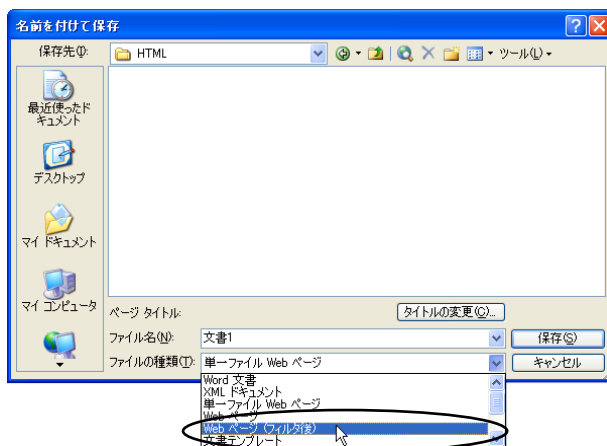 名前を付けて保存
保存先(I):
HTML
ツール(L)
最近使ったド
キュメント
デスクトップ
マイ ドキュメント
マイ コンピュータ
ページ タイトル:
タイトルの変更(C)...
ファイル名(N):
文書1
保存(S)
ファイルの種類(T):
単一ファイル Web ページ
キャンセル
Word 文書
XML ドキュメント
単一ファイル Web ページ
Web ページ
Web ページ (フィルタ後)
文書テンプレート